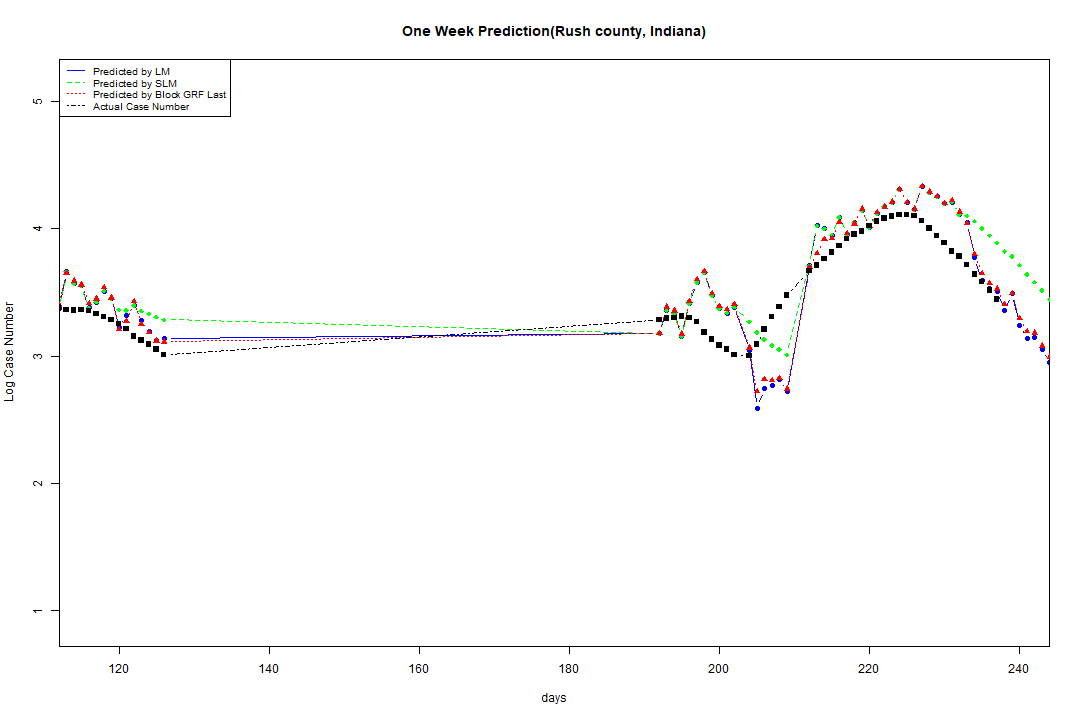 One Week Prediction(Rush county, Indiana)
Predicted by LM
Predicted by SLM
Predicted by Block GRF Last
Actual Case Number
5
4
3
2
1
Log Case Number
120
140
160
180
200
220
240
days